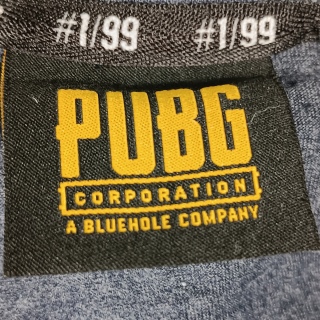 #1/99 #1/99
PUBG
CORPORATION
A BLUEHOLE COMPANY